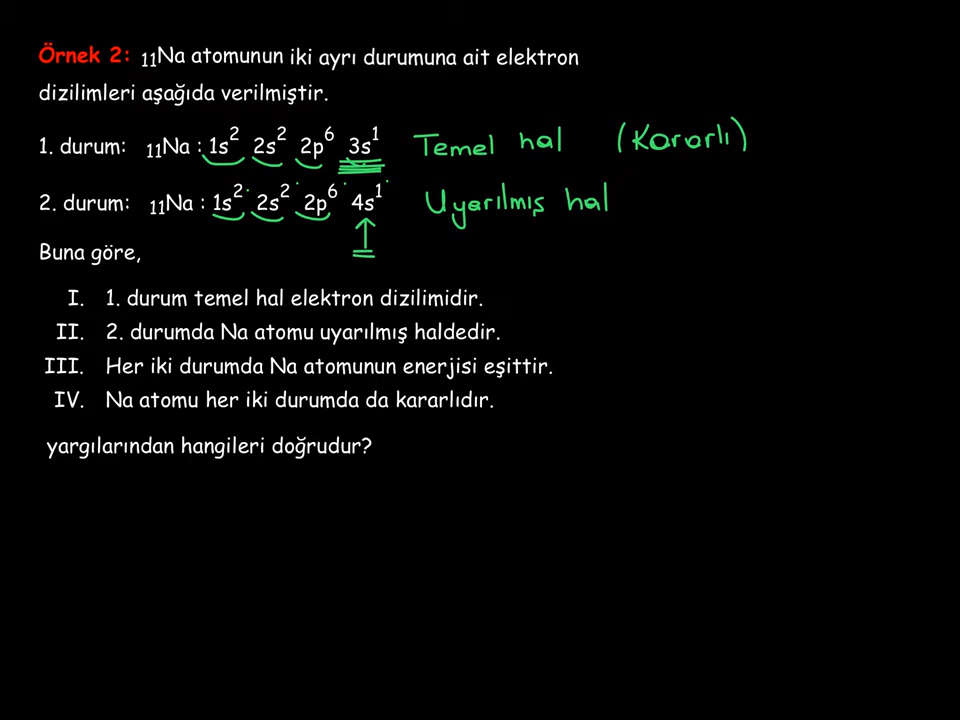 Örnek 2: ₁₁Na atomunun iki ayrı durumuna ait elektron
dizilimleri aşağıda verilmiştir.
1. durum: ₁₁Na : 1s² 2s² 2p⁶ 3s¹ Temel hal (Kararlı)
2. durum: ₁₁Na : 1s² 2s² 2p⁶ 4s¹ Uyarılmış hal
Buna göre,
I. 1. durum temel hal elektron dizilimidir.
II. 2. durumda Na atomu uyarılmış haldedir.
III. Her iki durumda Na atomunun enerjisi eşittir.
IV. Na atomu her iki durumda da kararlıdır.
yargılarından hangileri doğrudur?